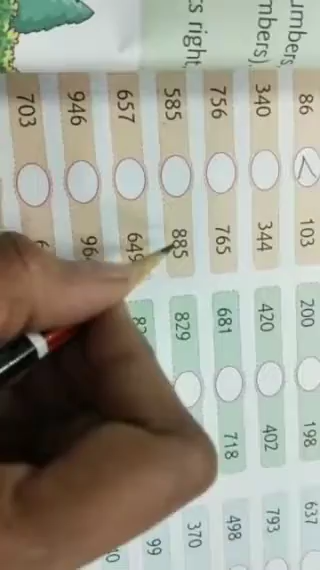 umbers
mbers)
right
86 < 103 200 198 637
340 344 420 402 793
756 765 681 718 498
585 885 829 370
657 649 99
946
703